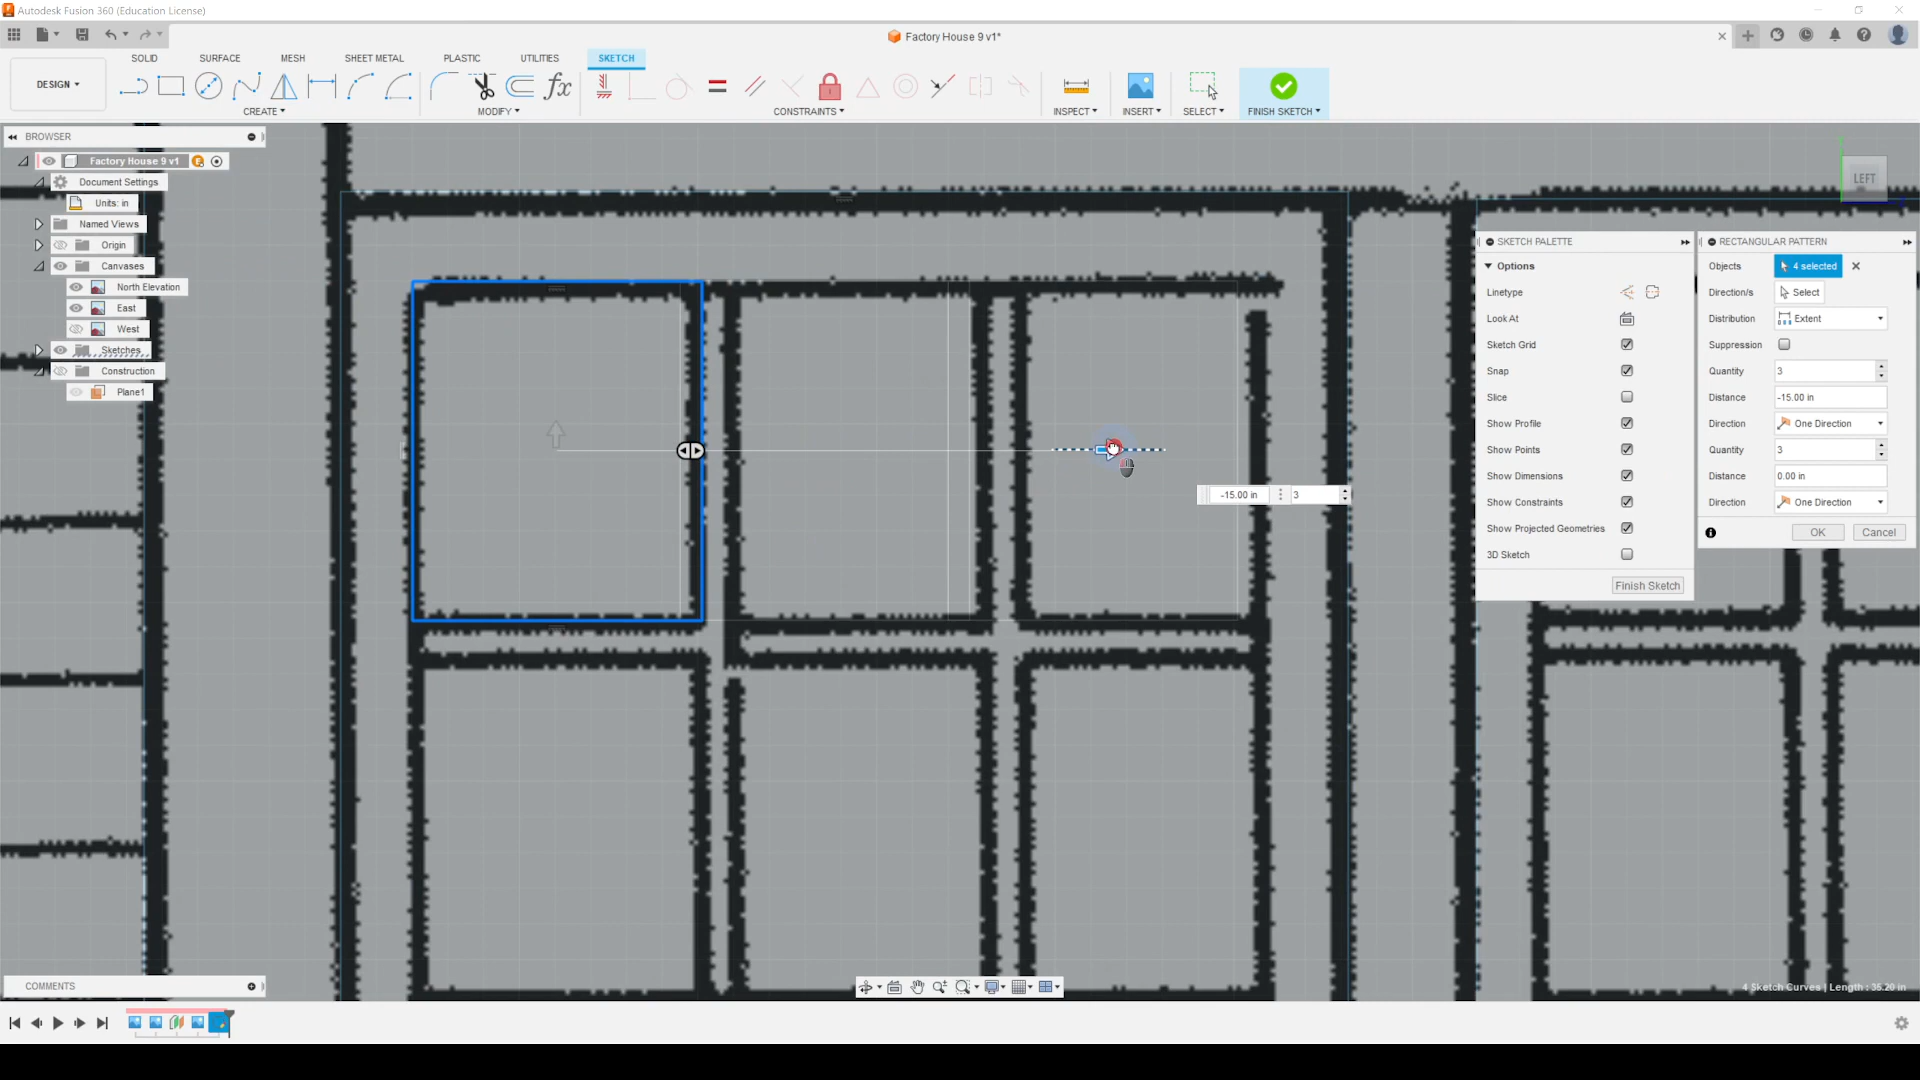 Autodesk Fusion 360 (Education License)
Factory House 9 v1*
DESIGN
SOLID
SURFACE
MESH
SHEET METAL
PLASTIC
UTILITIES
SKETCH
fx
CREATE
MODIFY
CONSTRAINTS
INSPECT
INSERT
SELECT
FINISH SKETCH
BROWSER
Factory House 9 v1
Document Settings
Units: in
Named Views
Origin
Canvases
North Elevation
East
West
Sketches
Construction
Plane1
LEFT
SKETCH PALETTE
Options
Linetype
Look At
Sketch Grid
Snap
Slice
Show Profile
Show Points
Show Dimensions
Show Constraints
Show Projected Geometries
3D Sketch
Finish Sketch
RECTANGULAR PATTERN
Objects 4 selected
Direction/s Select
Distribution Extent
Suppression
Quantity 3
Distance -15.00 in
Direction One Direction
Quantity 3
Distance 0.00 in
Direction One Direction
OK Cancel
-15.00 in 3
COMMENTS
4 Sketch Curves | Length : 35.20 in